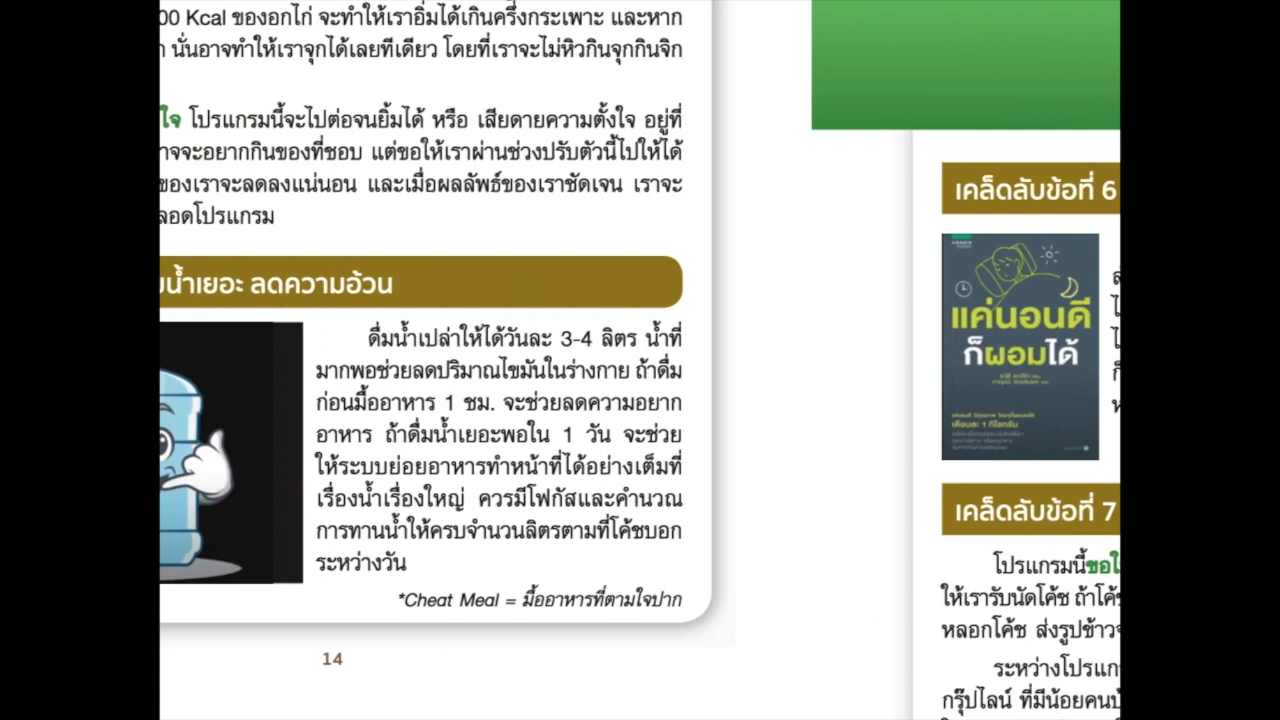 00 Kcal ของอกไก่ จะทำให้เราอิ่มได้เกินครึ่งกระเพาะ และหาก
นั่นอาจทำให้เราจุกได้เลยทีเดียว โดยที่เราจะไม่หิวกินจุกกินจิก
ใจ โปรแกรมนี้จะไปต่อจนยิ้มได้ หรือ เสียดายความตั้งใจ อยู่ที่
าจจะอยากกินของที่ชอบ แต่ขอให้เราผ่านช่วงปรับตัวนี้ไปให้ได้
ของเราจะลดลงแน่นอน และเมื่อผลลัพธ์ของเราชัดเจน เราจะ
ลอดโปรแกรม
มน้ำเยอะ ลดความอ้วน
ดื่มน้ำเปล่าให้ได้วันละ 3-4 ลิตร น้ำที่
มากพอช่วยลดปริมาณไขมันในร่างกาย ถ้าดื่ม
ก่อนมื้ออาหาร 1 ชม. จะช่วยลดความอยาก
อาหาร ถ้าดื่มน้ำเยอะพอใน 1 วัน จะช่วย
ให้ระบบย่อยอาหารทำหน้าที่ได้อย่างเต็มที่
เรื่องน้ำเรื่องใหญ่ ควรมีโฟกัสและคำนวณ
การทานน้ำให้ครบจำนวนลิตรตามที่โค้ชบอก
ระหว่างวัน
*Cheat Meal = มื้ออาหารที่ตามใจปาก
14
เคล็ดลับข้อที่ 6
แค่นอนดี
ก็ผอมได้
เดือนละ 1 กิโลกรัม
เคล็ดลับข้อที่ 7
โปรแกรมนี้ขอใ
ให้เรารับนัดโค้ช ถ้าโค้ช
หลอกโค้ช ส่งรูปข้าว
ระหว่างโปรแก
กรุ๊ปไลน์ ที่มีน้อยคน